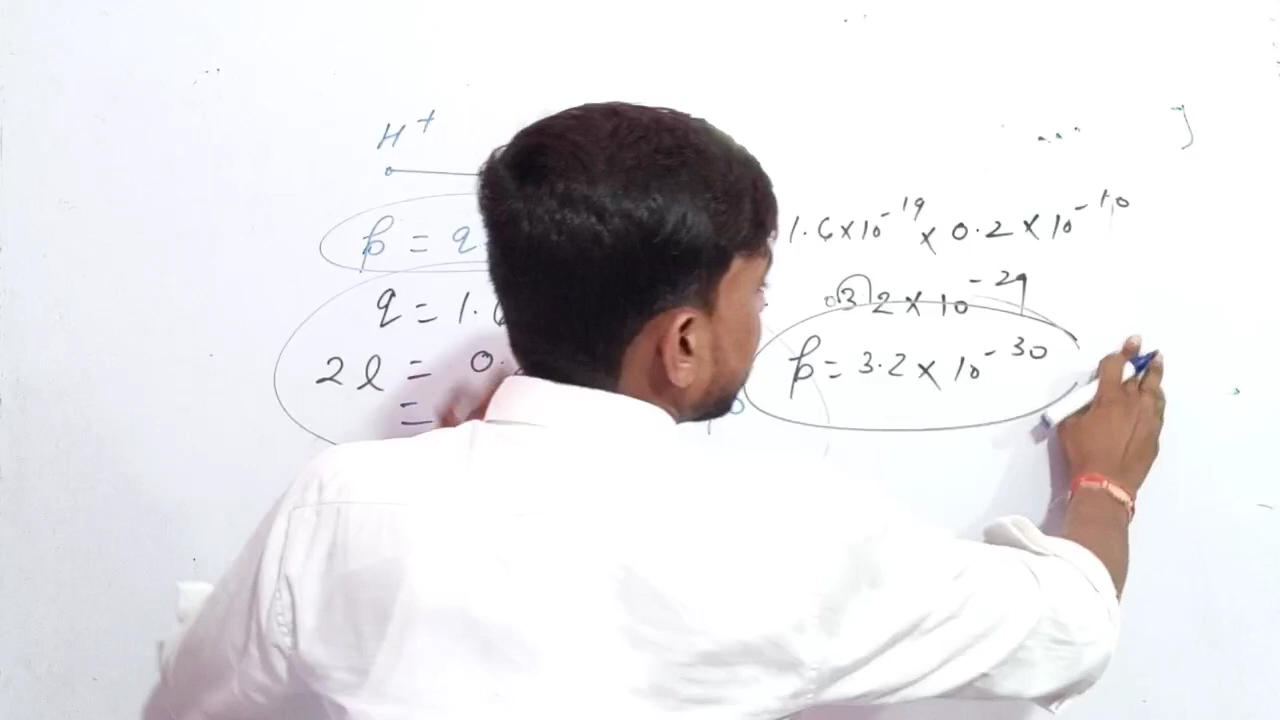 H⁺
... ]
p = q
q = 1.6
2l = 0.
=
1.6×10⁻¹⁹ × 0.2 × 10⁻¹⁰
0.32 × 10⁻²⁹
p = 3.2 × 10⁻³⁰